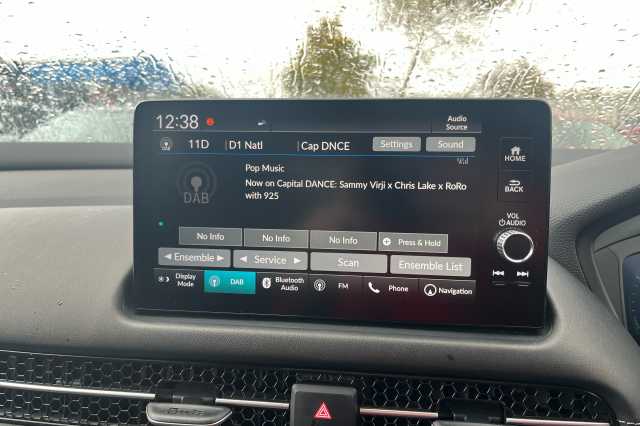 12:38
Audio
Source
11D D1 Natl Cap DNCE Settings Sound
HOME
Pop Music
Now on Capital DANCE: Sammy Virji x Chris Lake x RoRo
with 925
DAB
BACK
VOL
AUDIO
No Info No Info No Info Press & Hold
Ensemble Service Scan Ensemble List
Display
Mode
DAB
Bluetooth
Audio
FM
Phone
Navigation